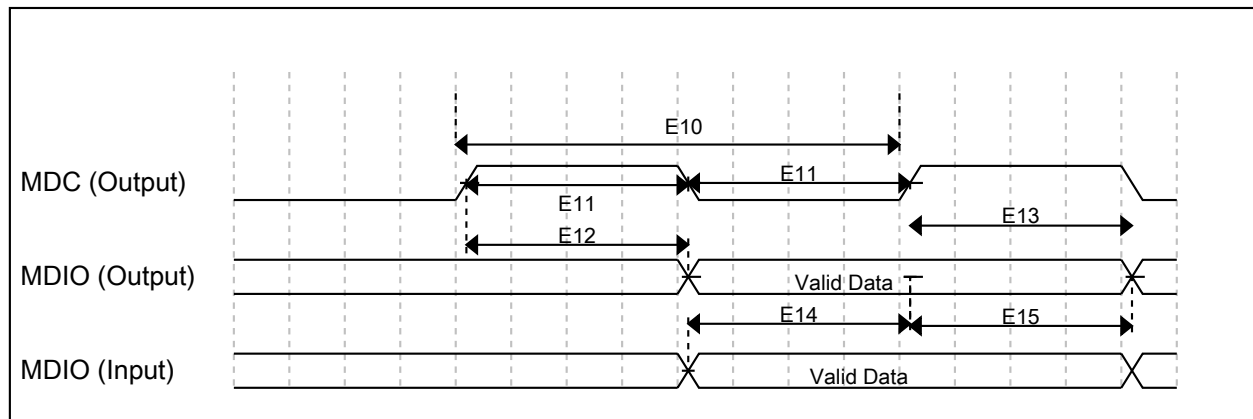 E10
MDC (Output)
E11
E11
E13
E12
MDIO (Output)
Valid Data
E14
E15
MDIO (Input)
Valid Data